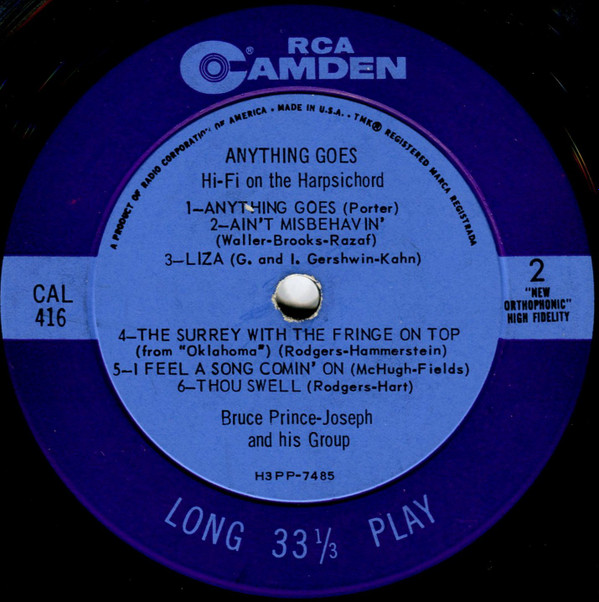 RCA
CAMDEN®
A PRODUCT OF RADIO CORPORATION OF AMERICA • MADE IN U.S.A. • TMK® REGISTERED MARCA REGISTRADA
ANYTHING GOES
Hi-Fi on the Harpsichord
1—ANYTHING GOES (Porter)
2—AIN'T MISBEHAVIN'
(Waller-Brooks-Razaf)
3—LIZA (G. and I. Gershwin-Kahn)
CAL
416
2
"NEW
ORTHOPHONIC"
HIGH FIDELITY
4—THE SURREY WITH THE FRINGE ON TOP
(from "Oklahoma") (Rodgers-Hammerstein)
5—I FEEL A SONG COMIN' ON (McHugh-Fields)
6—THOU SWELL (Rodgers-Hart)
Bruce Prince-Joseph
and his Group
H3PP-7485
LONG 33⅓ PLAY